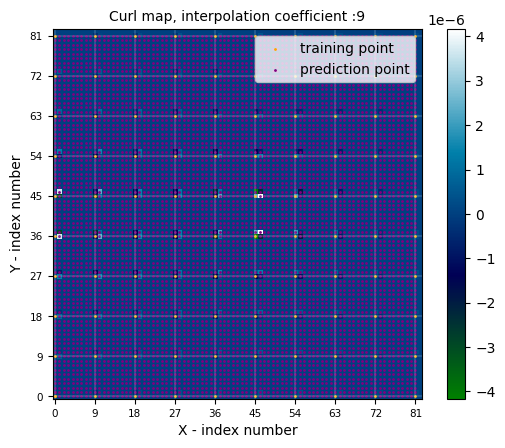 Curl map, interpolation coefficient :9
1e−6
training point
prediction point
81
72
63
54
45
36
27
18
9
0
Y - index number
0 9 18 27 36 45 54 63 72 81
X - index number
4
3
2
1
0
−1
−2
−3
−4